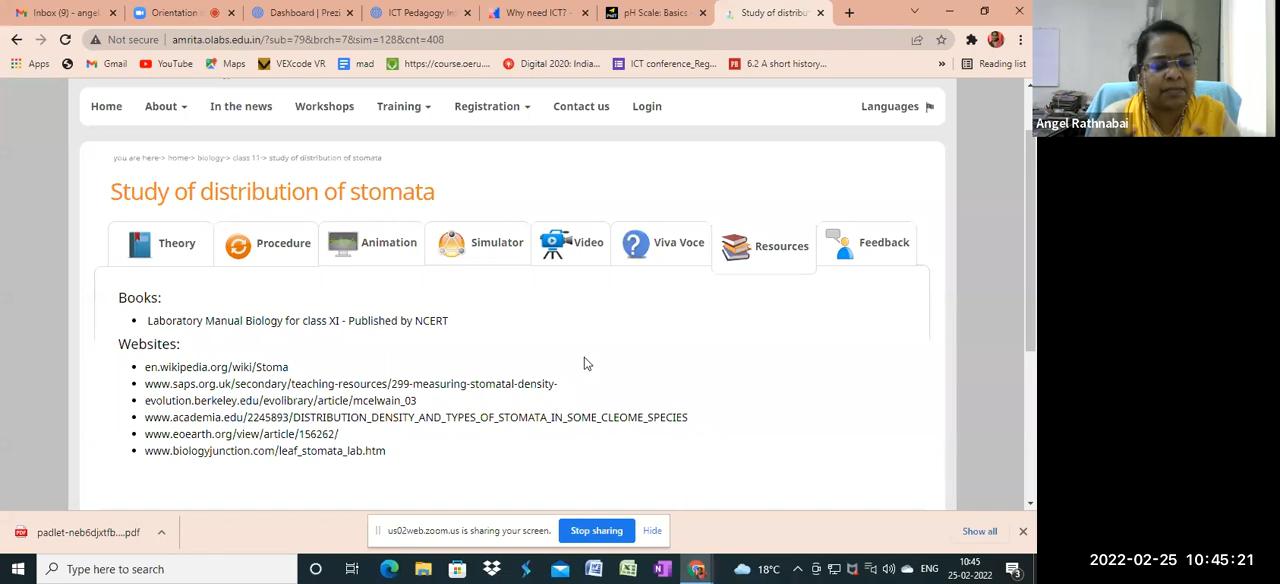 Inbox (9) - angel
Orientation
Dashboard | Prezi
ICT Pedagogy In
Why need ICT? -
pH Scale: Basics -
Study of distribu
Not secure
amrita.olabs.edu.in/?sub=79&brch=7&sim=128&cnt=408
Apps
Gmail
YouTube
Maps
VEXcode VR
mad
https://course.oeru....
Digital 2020: India...
ICT conference_Reg...
6.2 A short history....
»
Reading list
Angel Rathnabai
Home
About
In the news
Workshops
Training
Registration
Contact us
Login
Languages
you are here-> home-> biology-> class 11-> study of distribution of stomata
Study of distribution of stomata
Theory
Procedure
Animation
Simulator
Video
Viva Voce
Resources
Feedback
Books:
Laboratory Manual Biology for class XI - Published by NCERT
Websites:
en.wikipedia.org/wiki/Stoma
www.saps.org.uk/secondary/teaching-resources/299-measuring-stomatal-density-
evolution.berkeley.edu/evolibrary/article/mcelwain_03
www.academia.edu/2245893/DISTRIBUTION_DENSITY_AND_TYPES_OF_STOMATA_IN_SOME_CLEOME_SPECIES
www.eoearth.org/view/article/156262/
www.biologyjunction.com/leaf_stomata_lab.htm
padlet-neb6djxtfb....pdf
us02web.zoom.us is sharing your screen.
Stop sharing
Hide
Show all
Type here to search
18°C
ENG
10:45
25-02-2022
3
2022-02-25 10:45:21